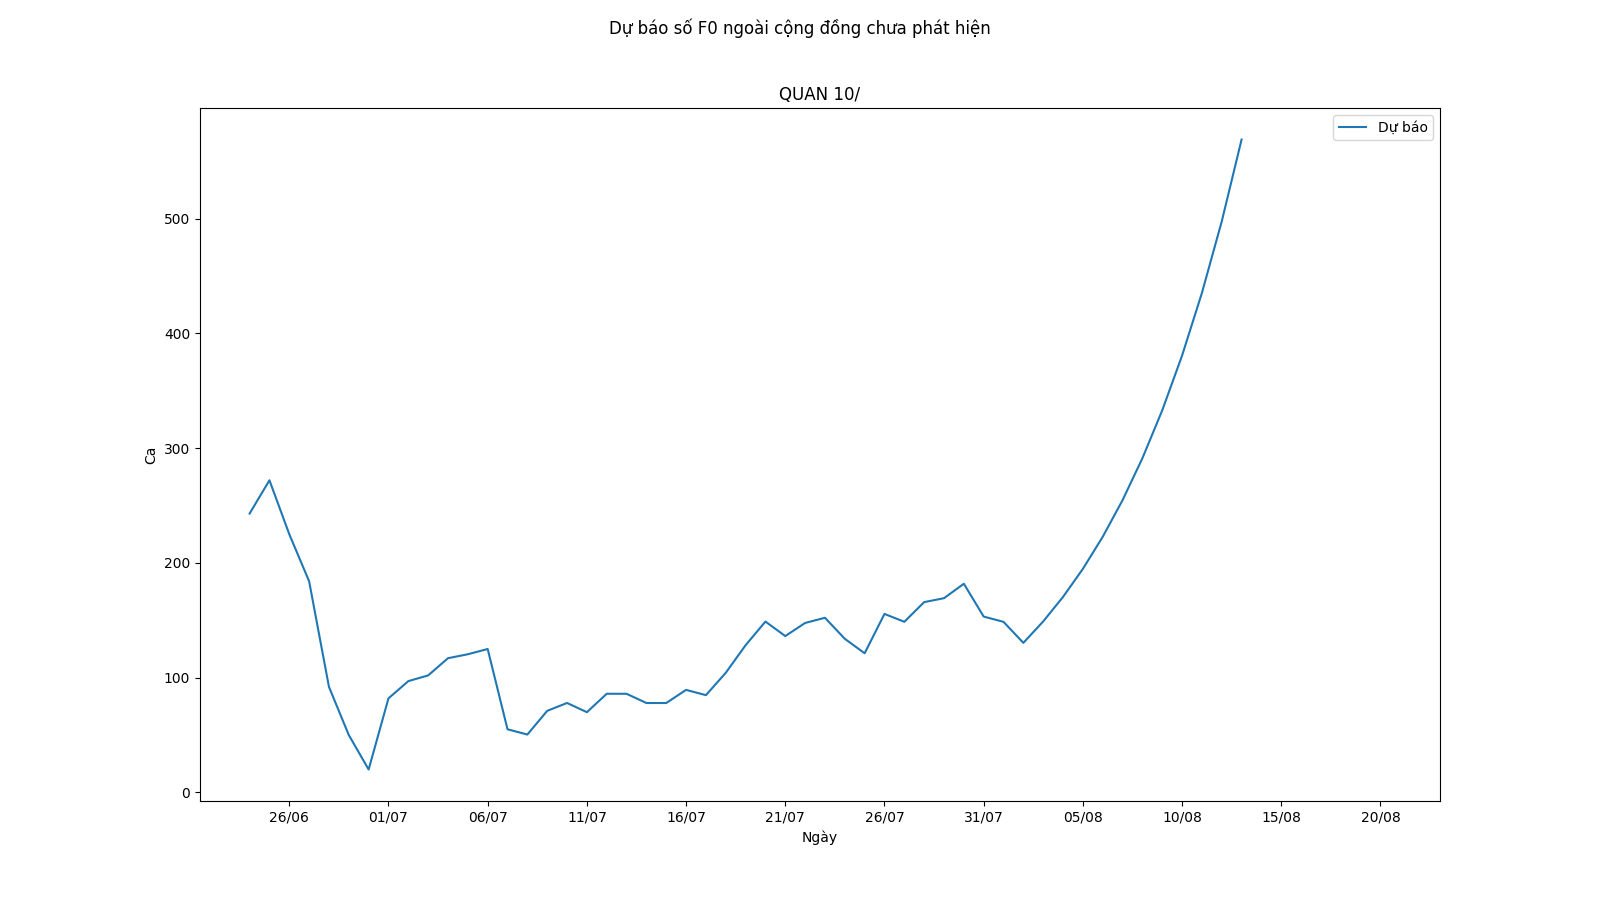 Dự báo số F0 ngoài cộng đồng chưa phát hiện
QUAN 10/
Dự báo
500
400
300
200
100
0
Ca
26/06 01/07 06/07 11/07 16/07 21/07 26/07 31/07 05/08 10/08 15/08 20/08
Ngày